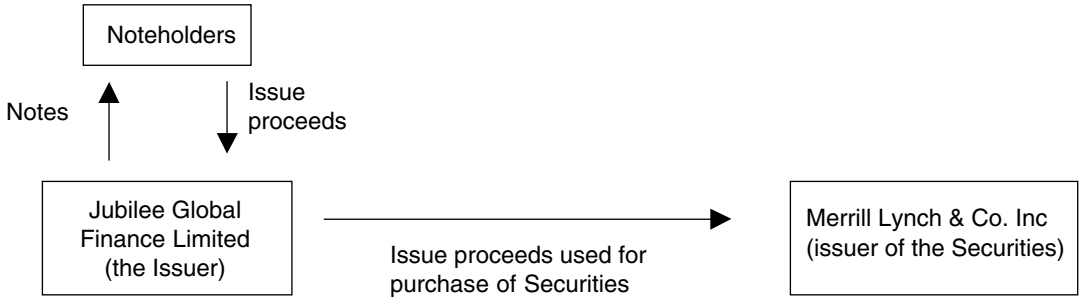 Noteholders
Notes
Issue
proceeds
Jubilee Global
Finance Limited
(the Issuer)
Issue proceeds used for
purchase of Securities
Merrill Lynch & Co. Inc
(issuer of the Securities)